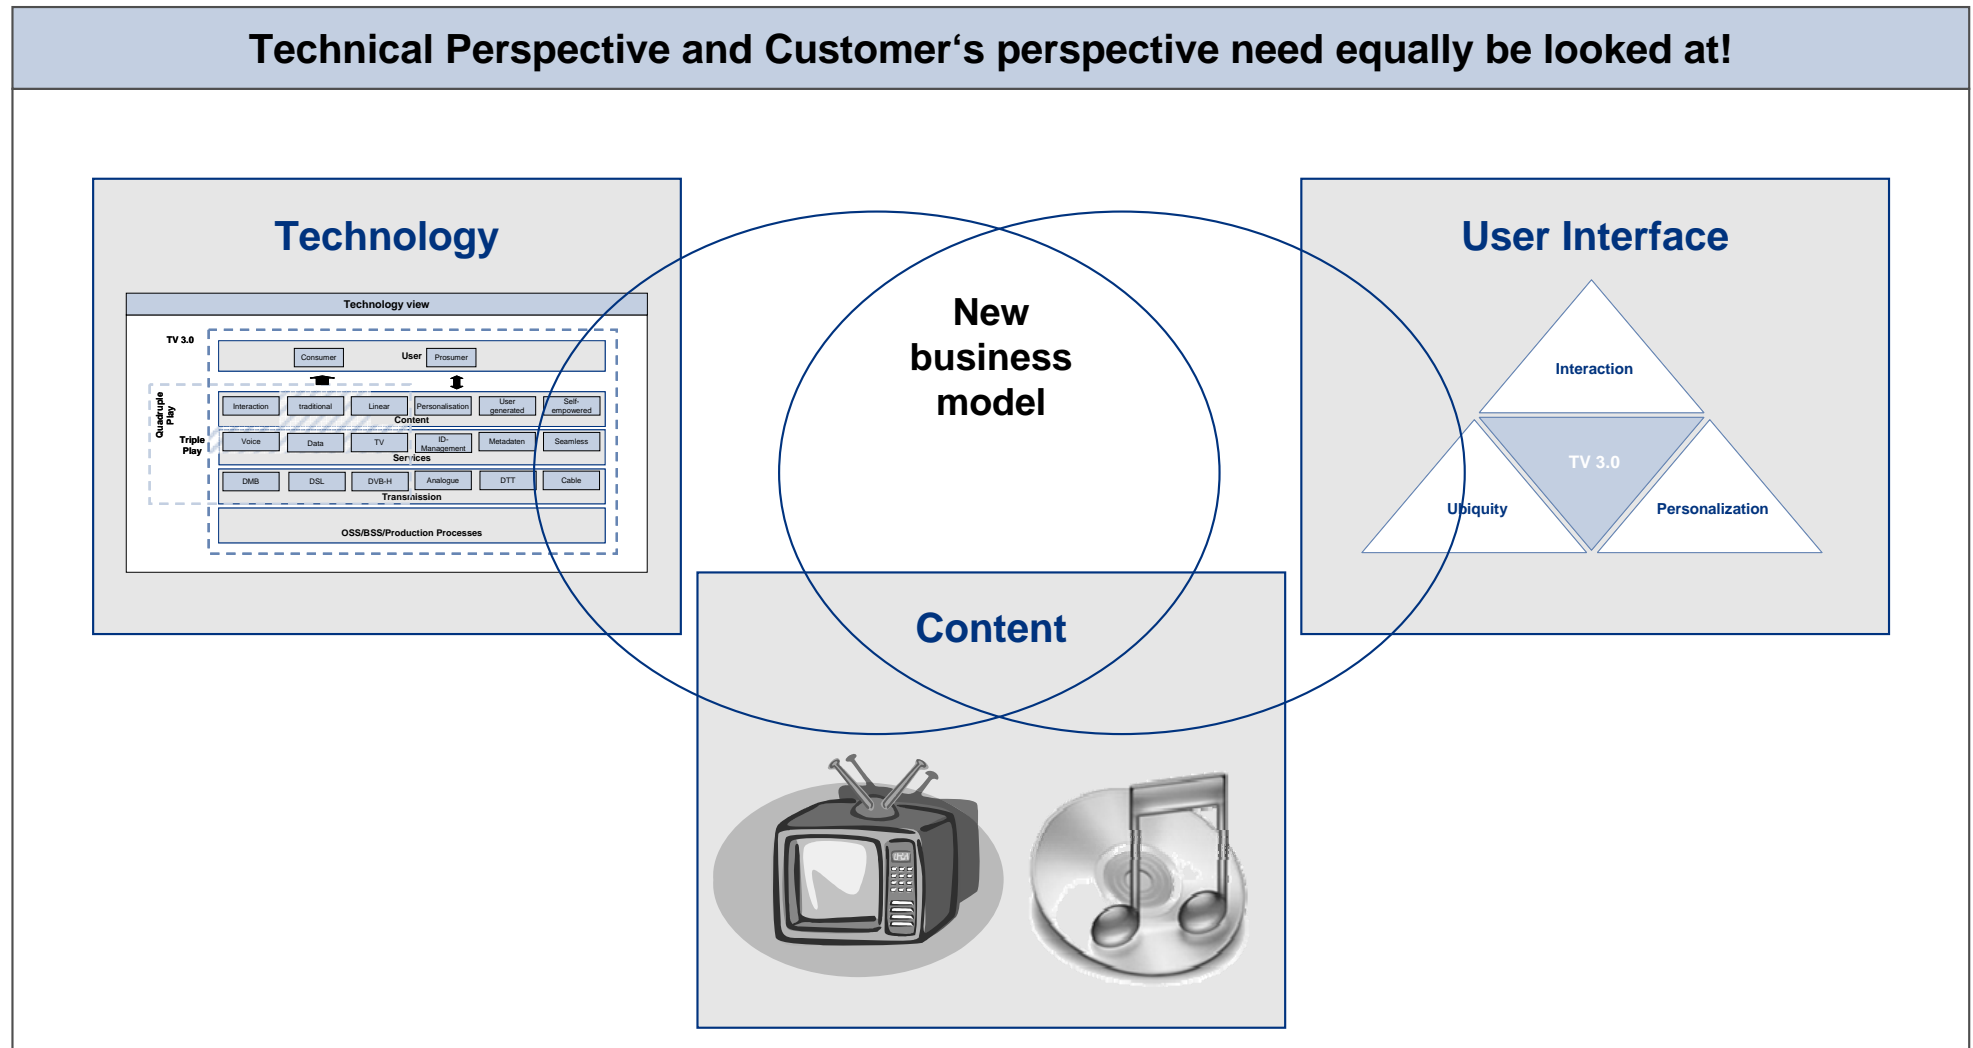 Technical Perspective and Customer‘s perspective need equally be looked at!
Technology
Technology view
TV 3.0
Consumer
User
Prosumer
Quadruple
Play
Triple
Play
Interaction
traditional
Linear
Personalisation
User
generated
Self-
empowered
Content
Voice
Data
TV
ID-
Management
Metadaten
Seamless
Services
DMB
DSL
DVB-H
Analogue
DTT
Cable
Transmission
OSS/BSS/Production Processes
New
business
model
User Interface
Interaction
TV 3.0
Ubiquity
Personalization
Content